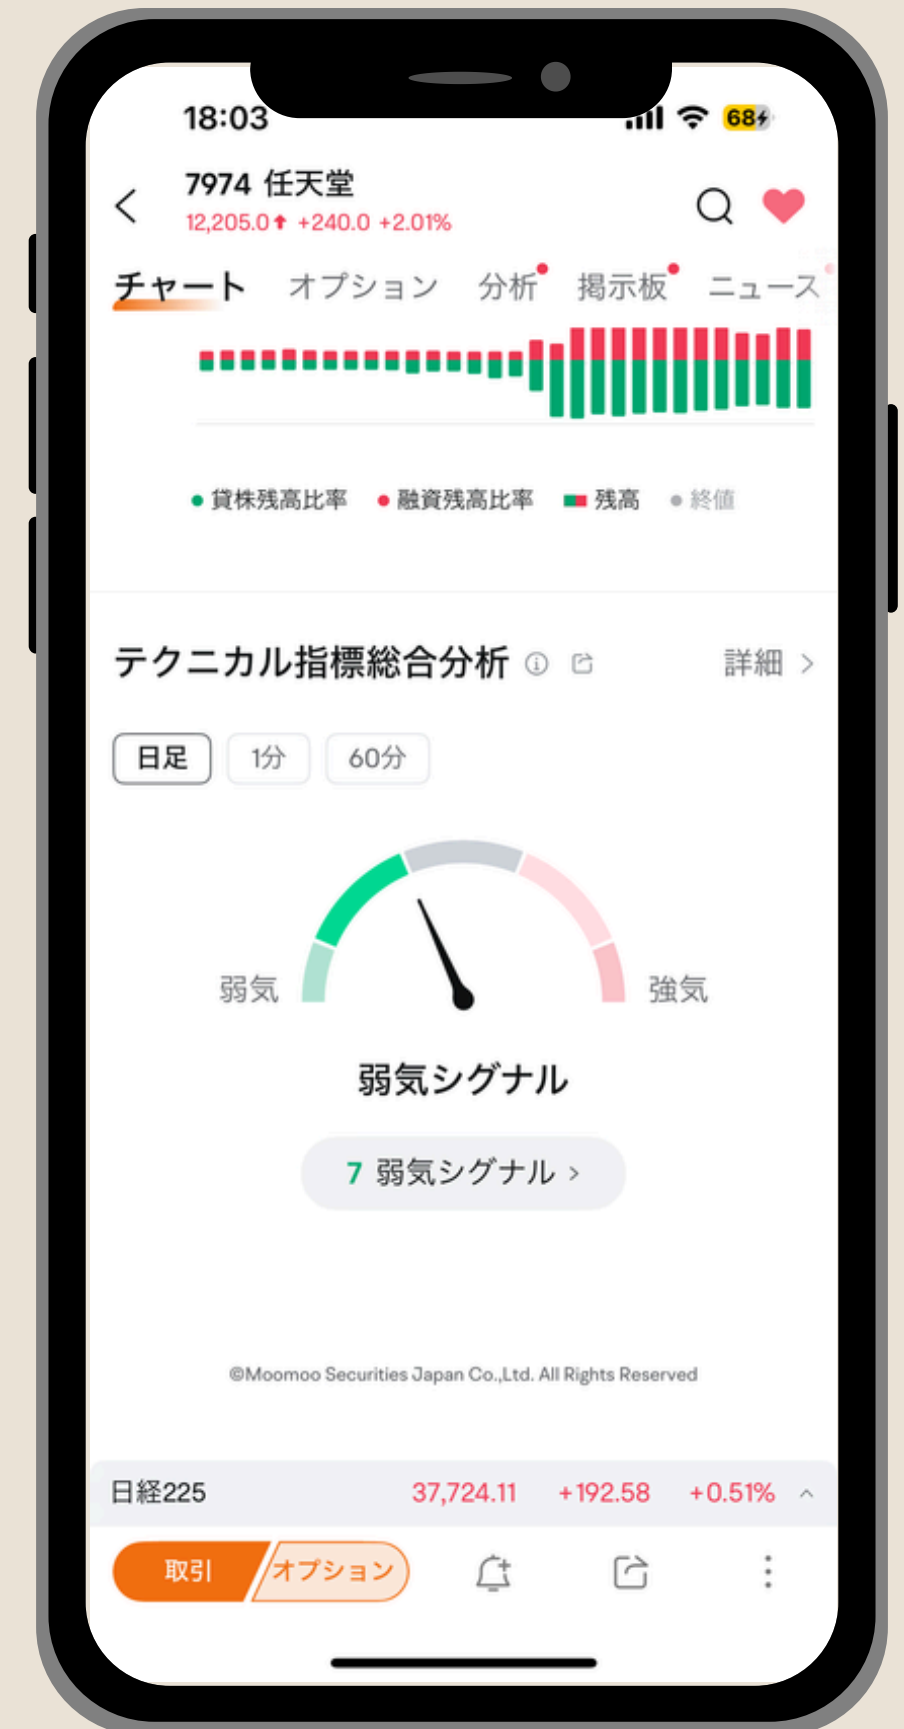 18:03
68
7974 任天堂
12,205.0 +240.0 +2.01%
チャート オプション 分析 掲示板 ニュース
貸株残高比率 融資残高比率 残高 終値
テクニカル指標総合分析 詳細 >
日足 1分 60分
弱気 強気
弱気シグナル
7 弱気シグナル >
©Moomoo Securities Japan Co.,Ltd. All Rights Reserved
日経225 37,724.11 +192.58 +0.51%
取引 オプション